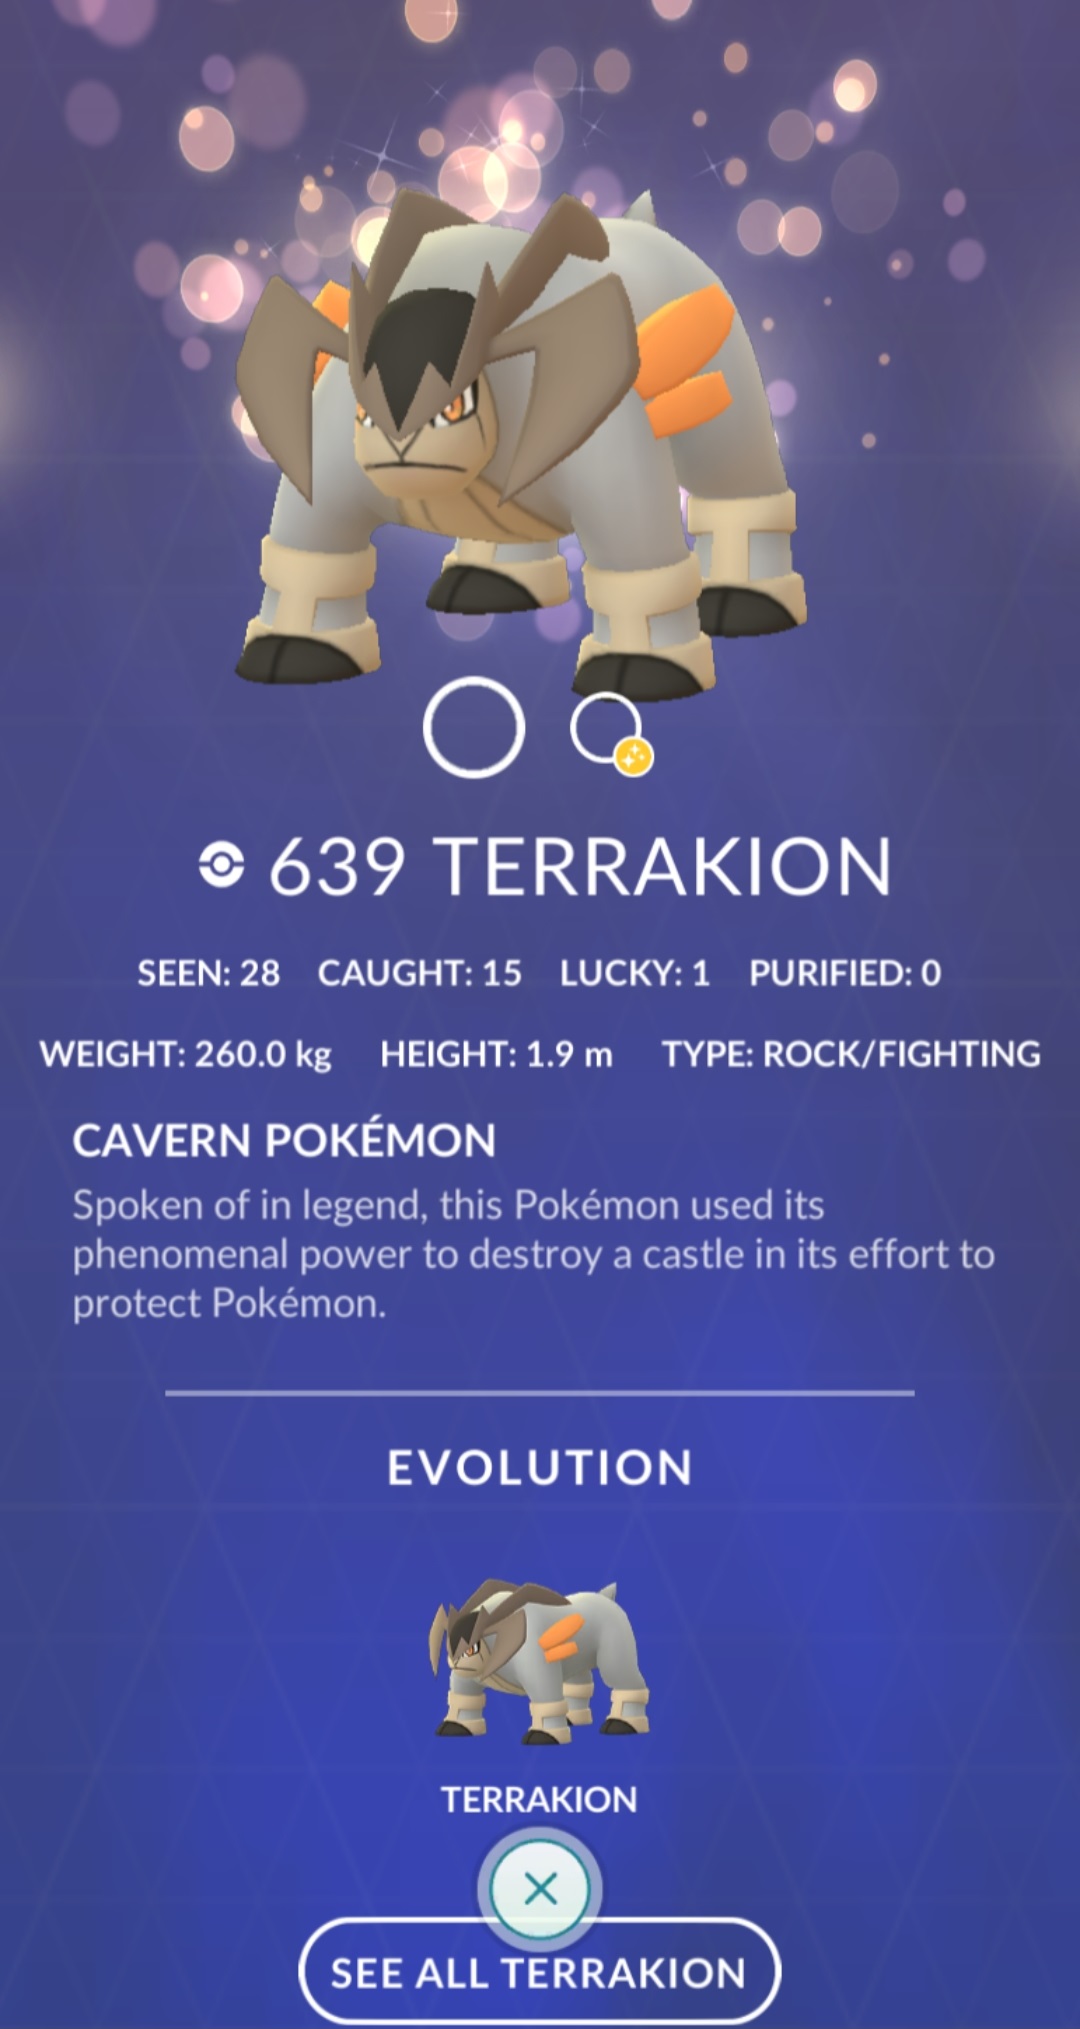 639 TERRAKION
SEEN: 28 CAUGHT: 15 LUCKY: 1 PURIFIED: 0
WEIGHT: 260.0 kg HEIGHT: 1.9 m TYPE: ROCK/FIGHTING
CAVERN POKÉMON
Spoken of in legend, this Pokémon used its
phenomenal power to destroy a castle in its effort to
protect Pokémon.
EVOLUTION
TERRAKION
SEE ALL TERRAKION